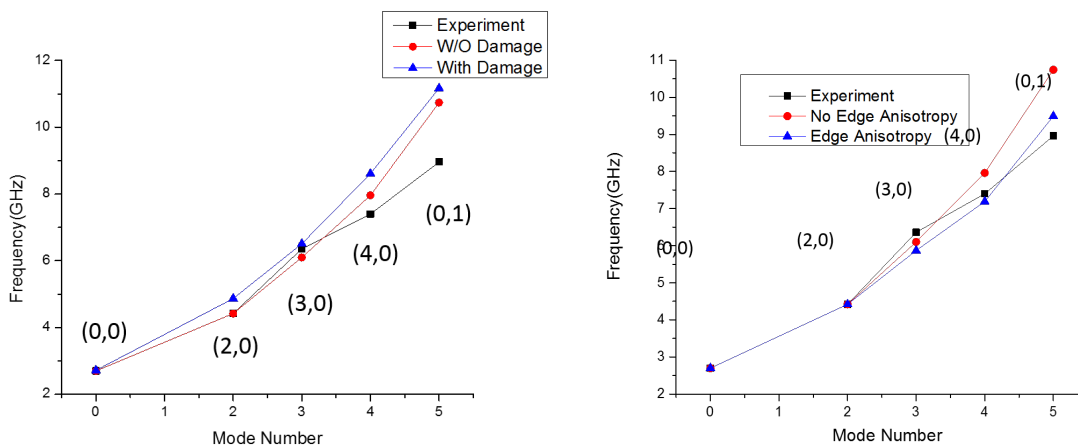 Experiment
W/O Damage
With Damage
12
10
8
6
4
2
Frequency(GHz)
(0,0)
(2,0)
(3,0)
(4,0)
(0,1)
0 1 2 3 4 5
Mode Number
Experiment
No Edge Anisotropy
Edge Anisotropy
11
10
9
8
7
6
5
4
3
2
Frequency(GHz)
(0,0)
(2,0)
(3,0)
(4,0)
(0,1)
0 1 2 3 4 5
Mode Number